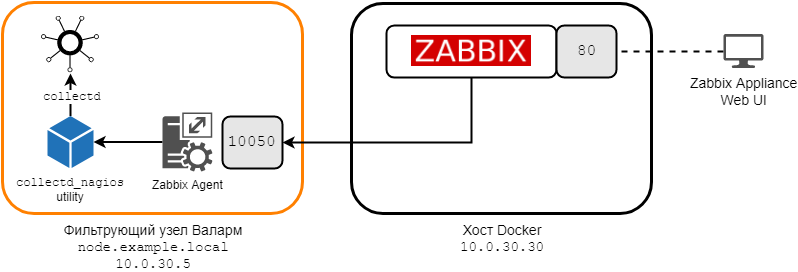 collectd
collectd_nagios
utility
Zabbix Agent
10050
Фильтрующий узел Валарм
node.example.local
10.0.30.5
ZABBIX
80
Хост Docker
10.0.30.30
Zabbix Appliance
Web UI